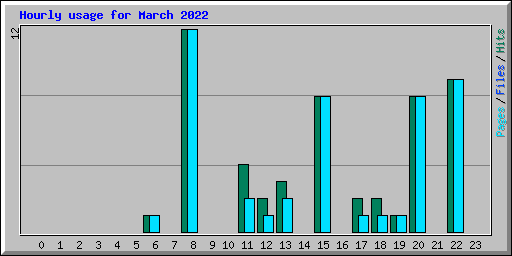 Hourly usage for March 2022
12
Pages/Files/Hits
0 1 2 3 4 5 6 7 8 9 10 11 12 13 14 15 16 17 18 19 20 21 22 23